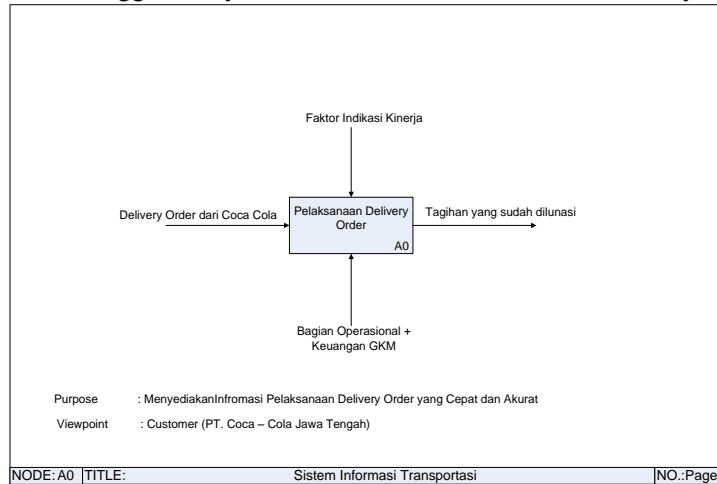 Faktor Indikasi Kinerja
Delivery Order dari Coca Cola
Pelaksanaan Delivery
Order
A0
Tagihan yang sudah dilunasi
Bagian Operasional +
Keuangan GKM
Purpose : MenyediakanInfromasi Pelaksanaan Delivery Order yang Cepat dan Akurat
Viewpoint : Customer (PT. Coca – Cola Jawa Tengah)
NODE: A0 TITLE: Sistem Informasi Transportasi NO.:Page